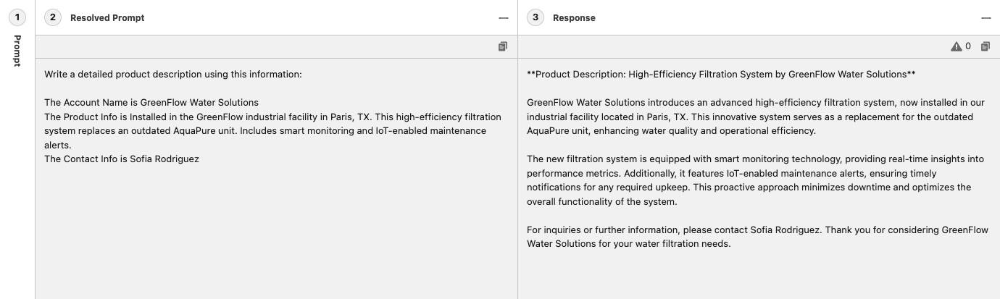 1
Prompt
2 Resolved Prompt
Write a detailed product description using this information:
The Account Name is GreenFlow Water Solutions
The Product Info is Installed in the GreenFlow industrial facility in Paris, TX. This high-efficiency filtration
system replaces an outdated AquaPure unit. Includes smart monitoring and IoT-enabled maintenance
alerts.
The Contact Info is Sofia Rodriguez
3 Response
0
**Product Description: High-Efficiency Filtration System by GreenFlow Water Solutions**
GreenFlow Water Solutions introduces an advanced high-efficiency filtration system, now installed in our
industrial facility located in Paris, TX. This innovative system serves as a replacement for the outdated
AquaPure unit, enhancing water quality and operational efficiency.
The new filtration system is equipped with smart monitoring technology, providing real-time insights into
performance metrics. Additionally, it features IoT-enabled maintenance alerts, ensuring timely
notifications for any required upkeep. This proactive approach minimizes downtime and optimizes the
overall functionality of the system.
For inquiries or further information, please contact Sofia Rodriguez. Thank you for considering GreenFlow
Water Solutions for your water filtration needs.